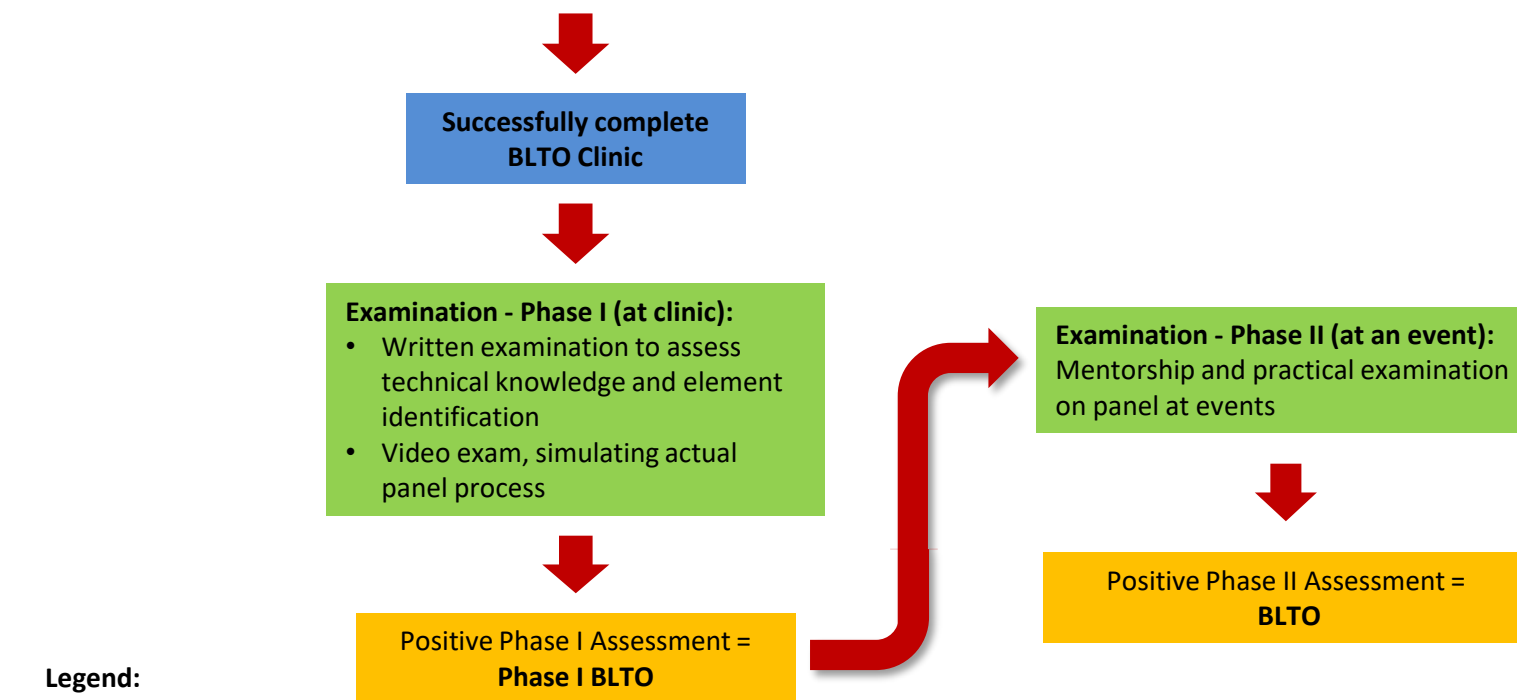 Successfully complete
BLTO Clinic
Examination - Phase I (at clinic):
• Written examination to assess
technical knowledge and element
identification
• Video exam, simulating actual
panel process
Positive Phase I Assessment =
Phase I BLTO
Examination - Phase II (at an event):
Mentorship and practical examination
on panel at events
Positive Phase II Assessment =
BLTO
Legend: